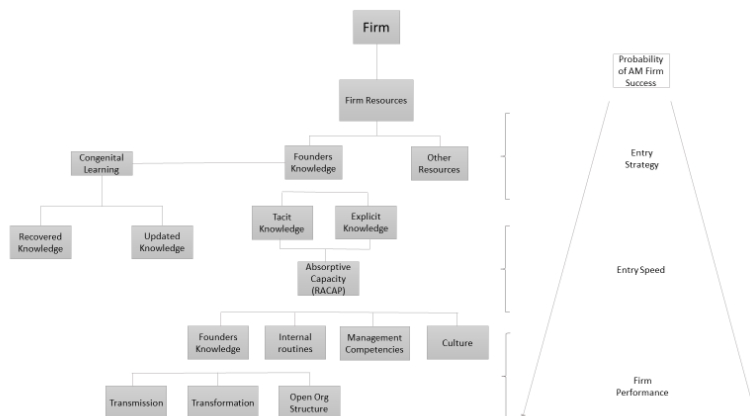 Firm
Probability
of AM Firm
Success
Firm Resources
Congenital
Learning
Founders
Knowledge
Other
Resources
Entry
Strategy
Recovered
Knowledge
Updated
Knowledge
Tacit
Knowledge
Explicit
Knowledge
Absorptive
Capacity
(RACAP)
Entry Speed
Founders
Knowledge
Internal
routines
Management
Competencies
Culture
Transmission
Transformation
Open Org
Structure
Firm
Performance